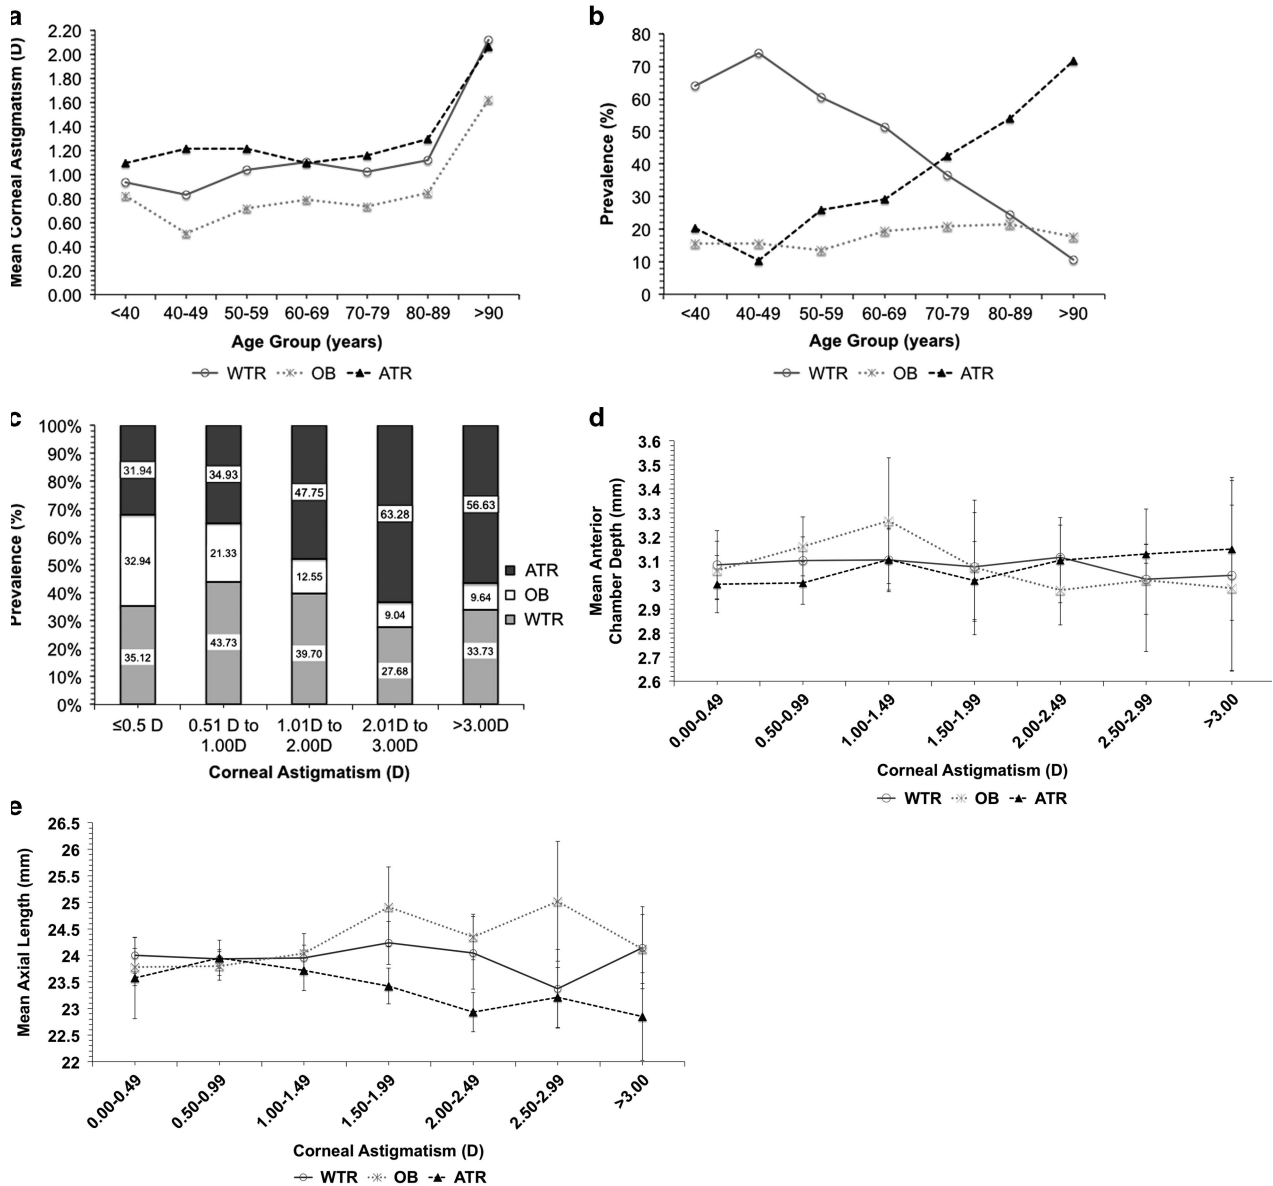 a
Mean Corneal Astigmatism (D)
2.20
2.00
1.80
1.60
1.40
1.20
1.00
0.80
0.60
0.40
0.20
0.00
<40 40-49 50-59 60-69 70-79 80-89 >90
Age Group (years)
WTR OB ATR
b
Prevalence (%)
80
70
60
50
40
30
20
10
0
<40 40-49 50-59 60-69 70-79 80-89 >90
Age Group (years)
WTR OB ATR
c
Prevalence (%)
100%
90%
80%
70%
60%
50%
40%
30%
20%
10%
0%
31.94 34.93 47.75 63.28 56.63
32.94 21.33 12.55 9.04 9.64
35.12 43.73 39.70 27.68 33.73
ATR
OB
WTR
≤0.5 D 0.51 D to 1.01D to 2.01D to >3.00D
1.00D 2.00D 3.00D
Corneal Astigmatism (D)
d
Mean Anterior
Chamber Depth (mm)
3.6
3.5
3.4
3.3
3.2
3.1
3
2.9
2.8
2.7
2.6
0.00-0.49 0.50-0.99 1.00-1.49 1.50-1.99 2.00-2.49 2.50-2.99 >3.00
Corneal Astigmatism (D)
WTR OB ATR
e
Mean Axial Length (mm)
26.5
26
25.5
25
24.5
24
23.5
23
22.5
22
0.00-0.49 0.50-0.99 1.00-1.49 1.50-1.99 2.00-2.49 2.50-2.99 >3.00
Corneal Astigmatism (D)
WTR OB ATR